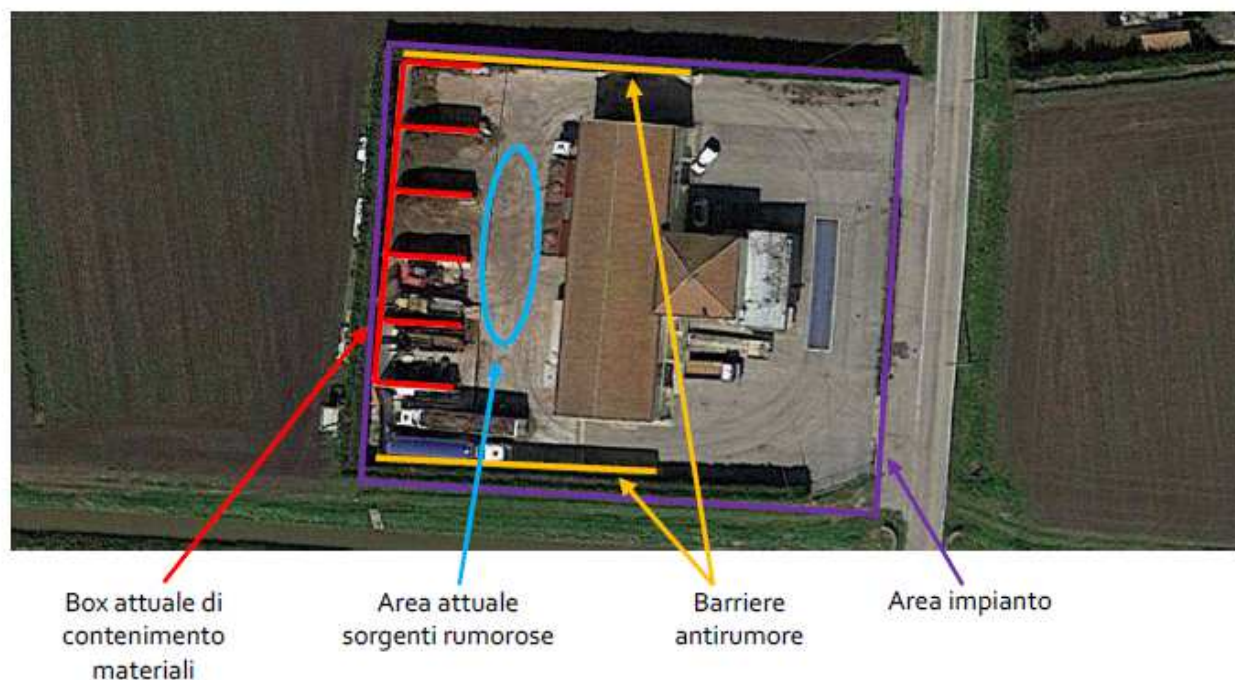 Box attuale di
contenimento
materiali
Area attuale
sorgenti rumorose
Barriere
antirumore
Area impianto